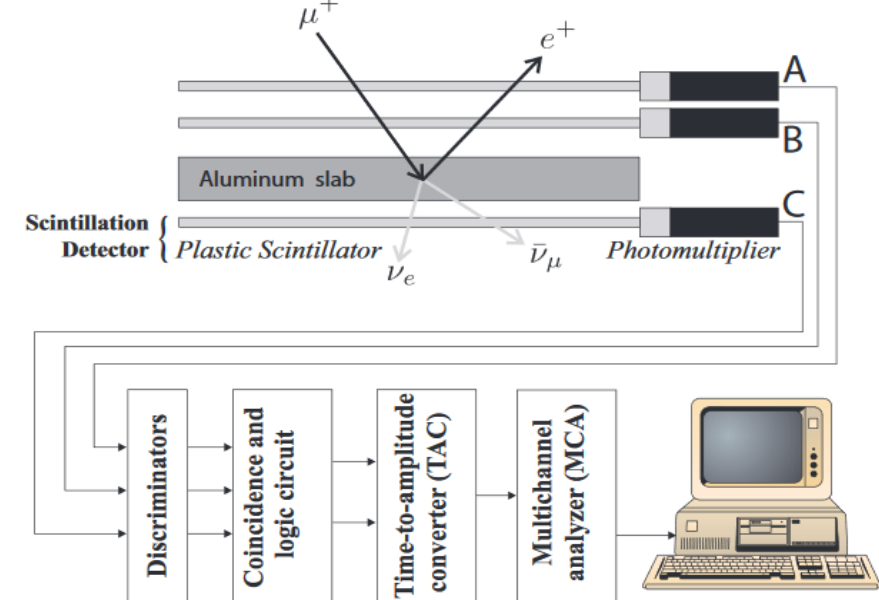 μ⁺
e⁺
A
B
Aluminum slab
C
Scintillation
Detector
Plastic Scintillator
Photomultiplier
νₑ
ν̄_μ
Discriminators
Coincidence and
logic circuit
Time-to-amplitude
converter (TAC)
Multichannel
analyzer (MCA)